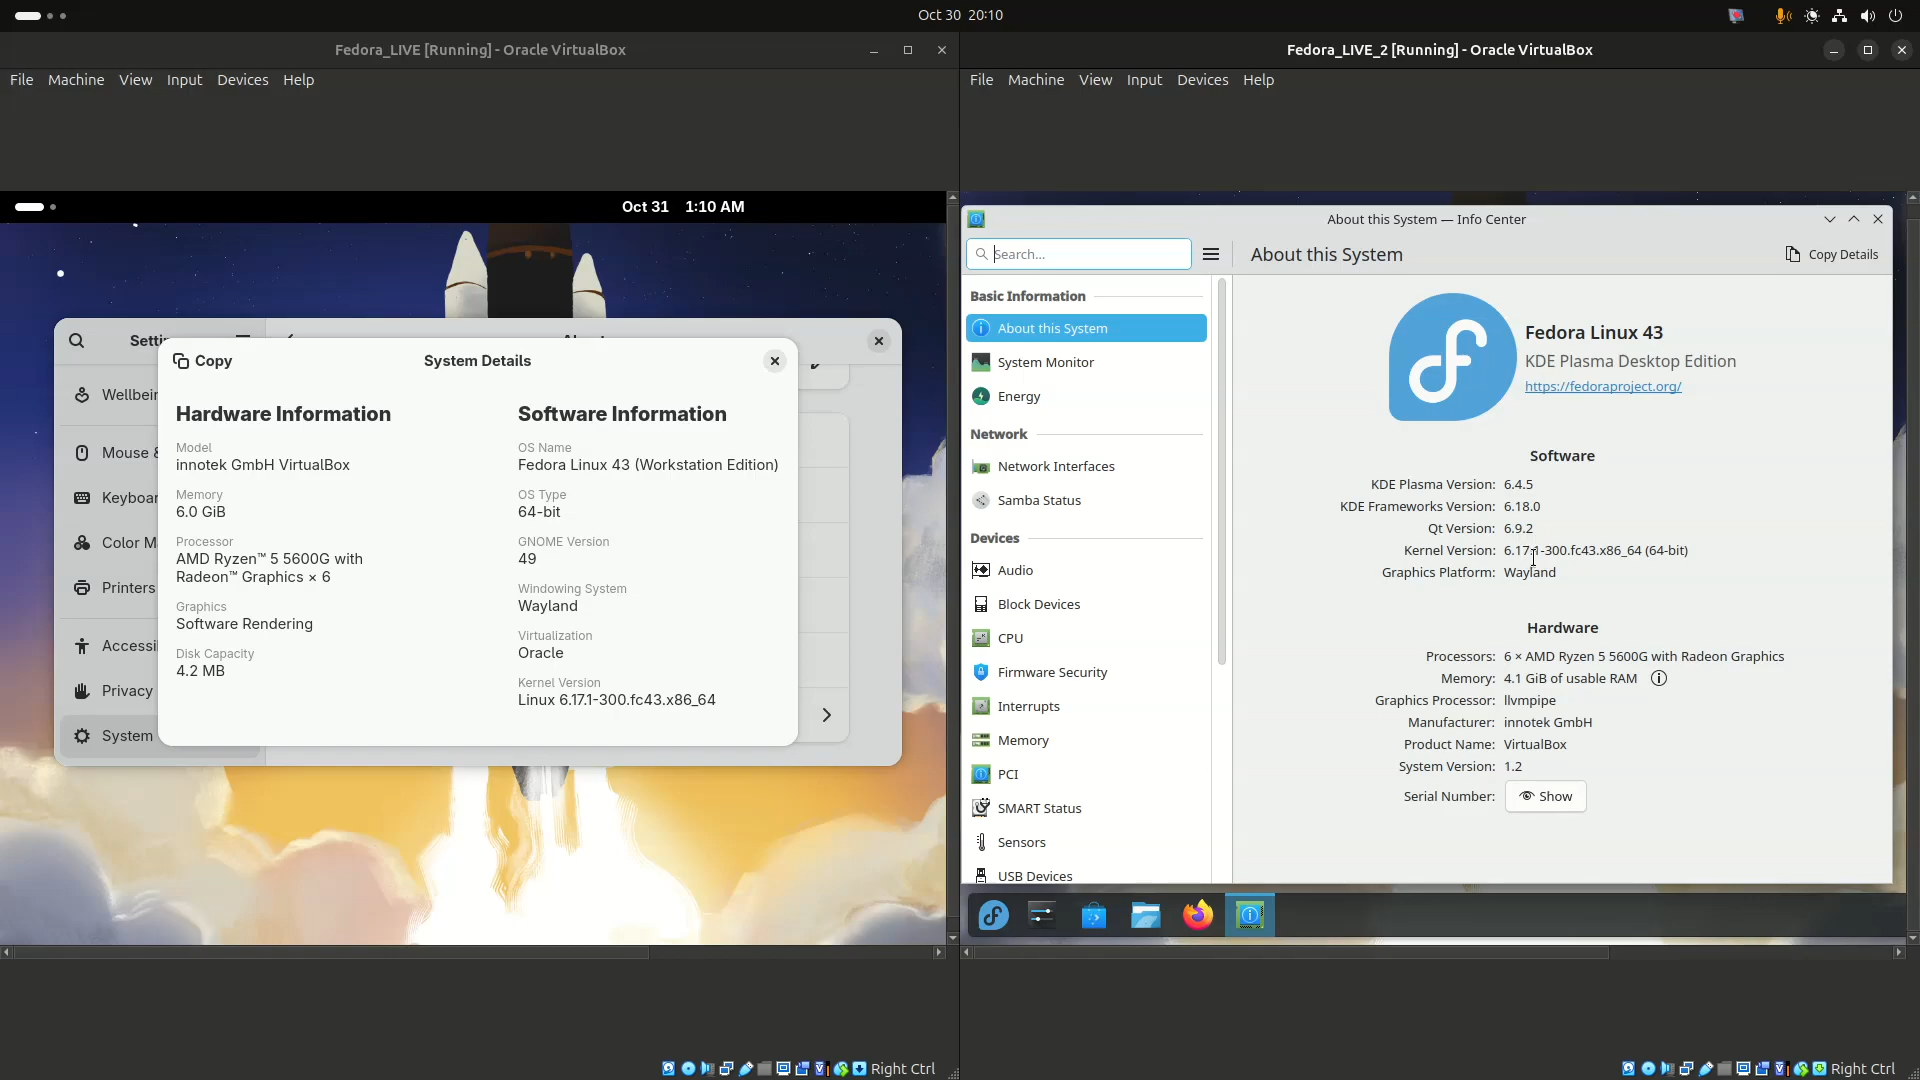 Oct 30 20:10
Fedora_LIVE [Running] - Oracle VirtualBox
File Machine View Input Devices Help
Oct 31 1:10 AM
Copy
System Details
Hardware Information
Model
innotek GmbH VirtualBox
Memory
6.0 GiB
Processor
AMD Ryzen™ 5 5600G with
Radeon™ Graphics × 6
Graphics
Software Rendering
Disk Capacity
4.2 MB
Software Information
OS Name
Fedora Linux 43 (Workstation Edition)
OS Type
64-bit
GNOME Version
49
Windowing System
Wayland
Virtualization
Oracle
Kernel Version
Linux 6.17.1-300.fc43.x86_64
Mouse &
Printers
Privacy
System
Right Ctrl
Fedora_LIVE_2 [Running] - Oracle VirtualBox
File Machine View Input Devices Help
About this System — Info Center
Search...
About this System
Copy Details
Basic Information
About this System
System Monitor
Energy
Network
Network Interfaces
Samba Status
Devices
Audio
Block Devices
CPU
Firmware Security
Interrupts
Memory
PCI
SMART Status
Sensors
USB Devices
Fedora Linux 43
KDE Plasma Desktop Edition
https://fedoraproject.org/
Software
KDE Plasma Version: 6.4.5
KDE Frameworks Version: 6.18.0
Qt Version: 6.9.2
Kernel Version: 6.17.1-300.fc43.x86_64 (64-bit)
Graphics Platform: Wayland
Hardware
Processors: 6 × AMD Ryzen 5 5600G with Radeon Graphics
Memory: 4.1 GiB of usable RAM
Graphics Processor: llvmpipe
Manufacturer: innotek GmbH
Product Name: VirtualBox
System Version: 1.2
Serial Number: Show
Right Ctrl